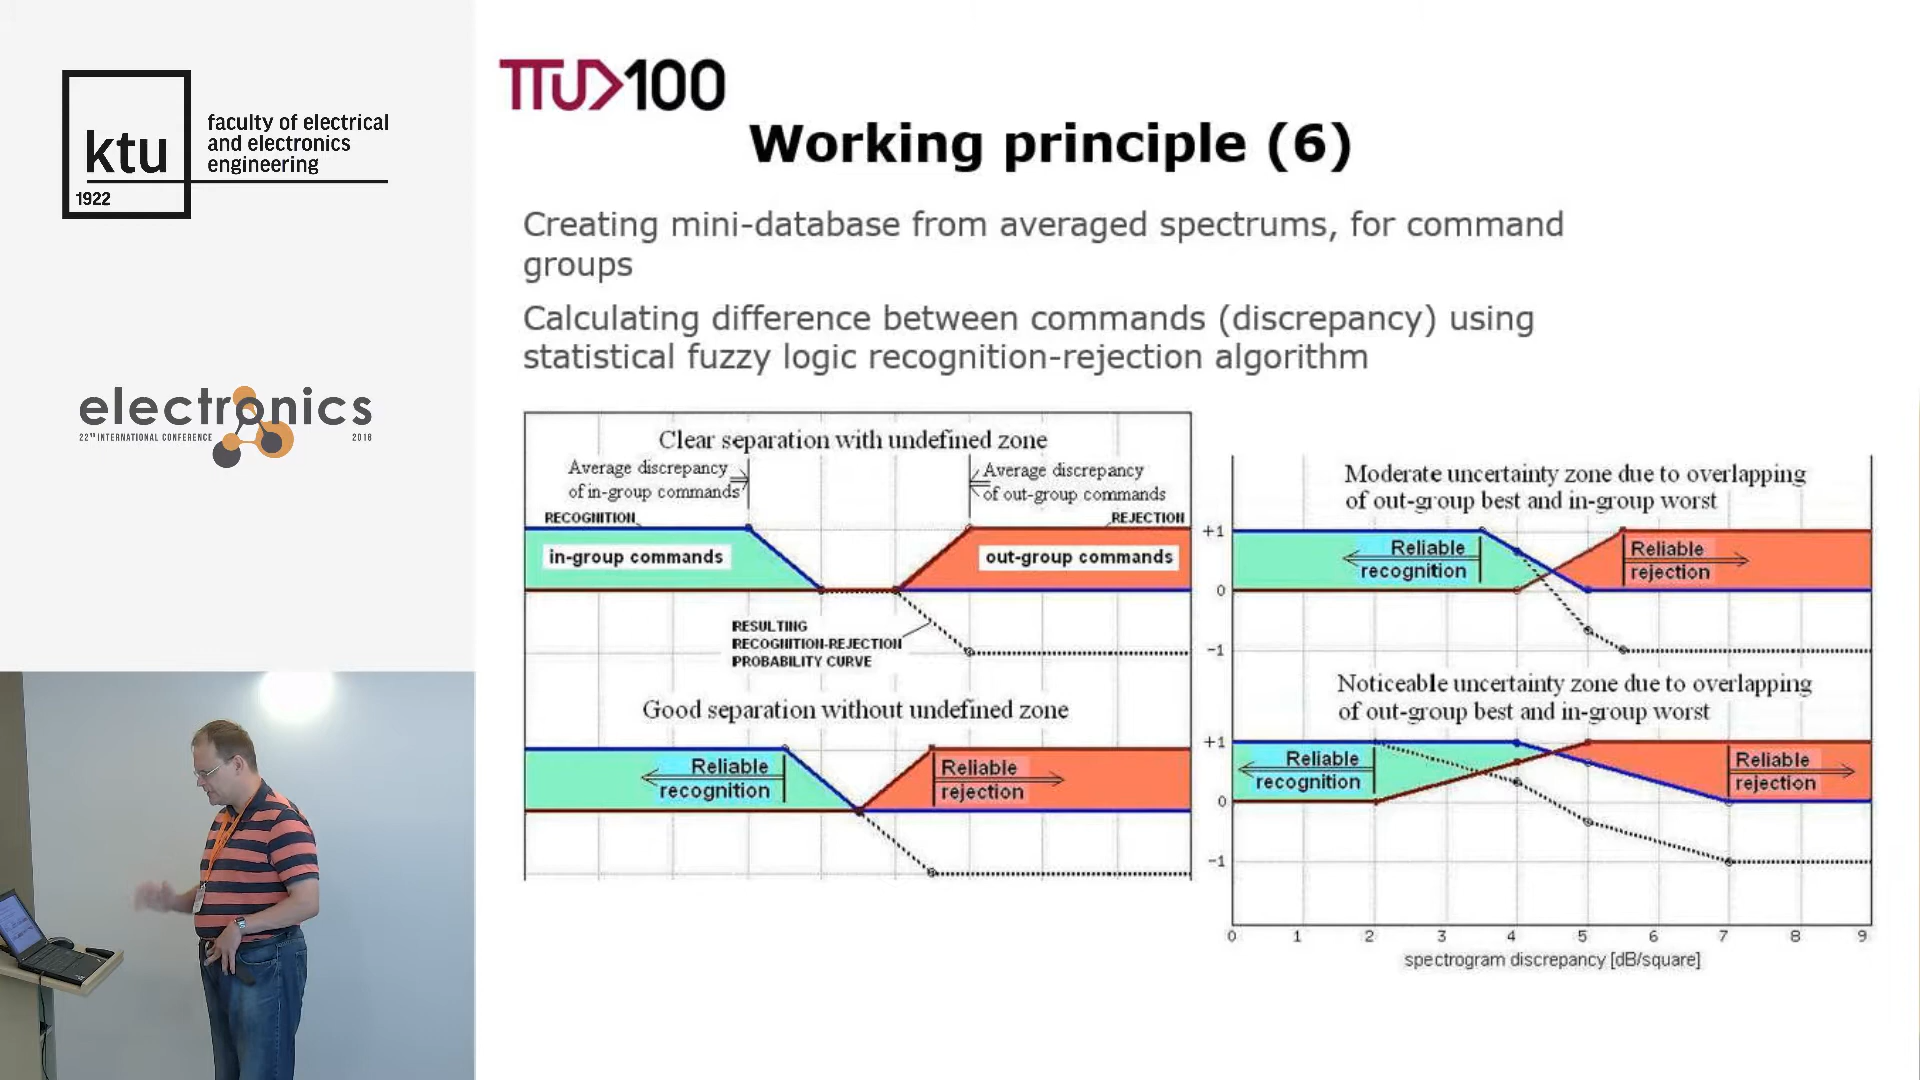 ktu
1922
faculty of electrical
and electronics
engineering
electronics
22ND INTERNATIONAL CONFERENCE 2018
TTÜ>100
Working principle (6)
Creating mini-database from averaged spectrums, for command
groups
Calculating difference between commands (discrepancy) using
statistical fuzzy logic recognition-rejection algorithm
Clear separation with undefined zone
Average discrepancy
of in-group commands
Average discrepancy
of out-group commands
RECOGNITION
REJECTION
in-group commands
out-group commands
RESULTING
RECOGNITION-REJECTION
PROBABILITY CURVE
Good separation without undefined zone
Reliable
recognition
Reliable
rejection
Moderate uncertainty zone due to overlapping
of out-group best and in-group worst
+1
0
-1
Reliable
recognition
Reliable
rejection
Noticeable uncertainty zone due to overlapping
of out-group best and in-group worst
+1
0
-1
Reliable
recognition
Reliable
rejection
0 1 2 3 4 5 6 7 8 9
spectrogram discrepancy [dB/square]